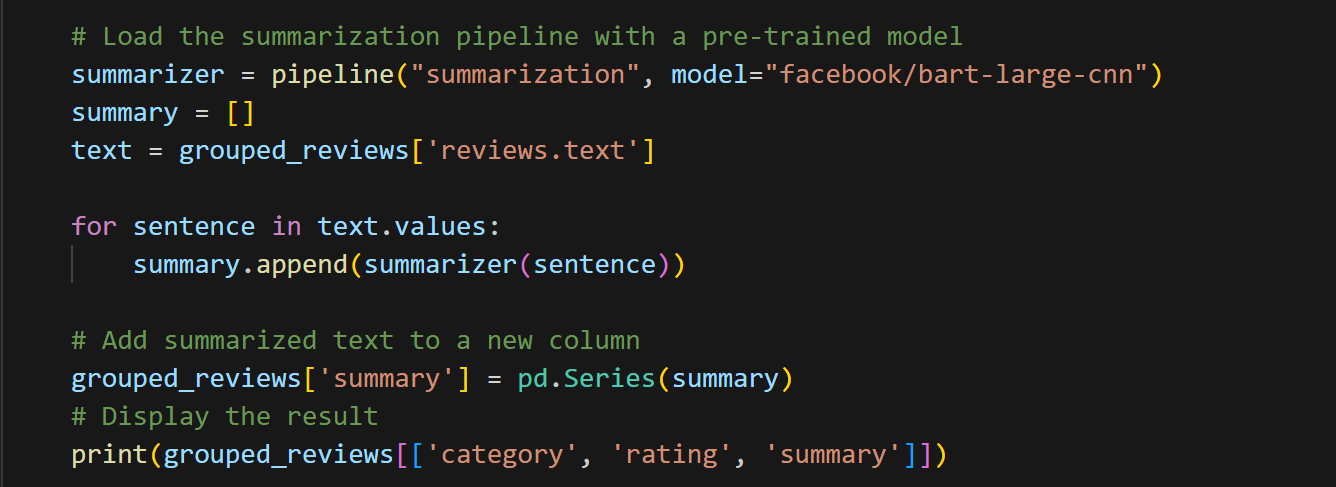 # Load the summarization pipeline with a pre-trained model
summarizer = pipeline("summarization", model="facebook/bart-large-cnn")
summary = []
text = grouped_reviews['reviews.text']
for sentence in text.values:
    summary.append(summarizer(sentence))
# Add summarized text to a new column
grouped_reviews['summary'] = pd.Series(summary)
# Display the result
print(grouped_reviews[['category', 'rating', 'summary']])